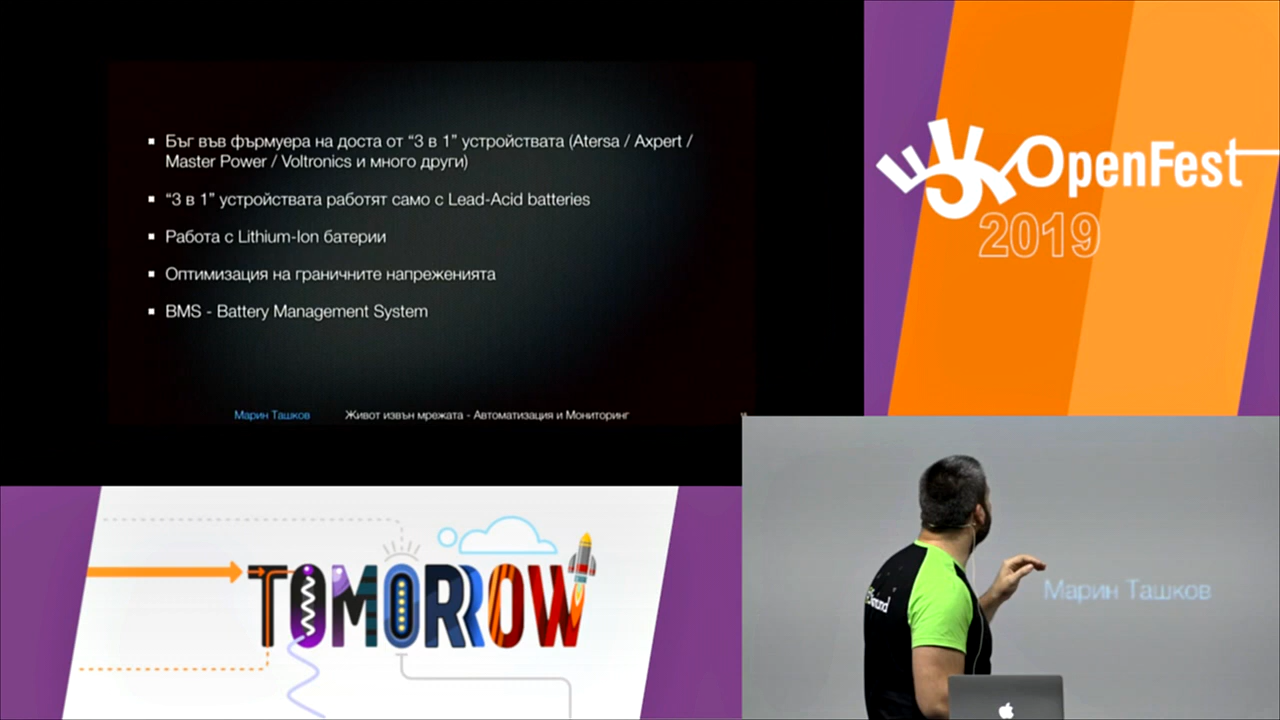 Бъг във фърмуера на доста от “3 в 1” устройствата (Atersa / Axpert /
Master Power / Voltronics и много други)
“3 в 1” устройствата работят само с Lead-Acid batteries
Работа с Lithium-Ion батерии
Оптимизация на граничните напреженията
BMS - Battery Management System
Марин Ташков Живот извън мрежата - Автоматизация и Мониторинг
OpenFest
2019
TOMORROW
Марин Ташков